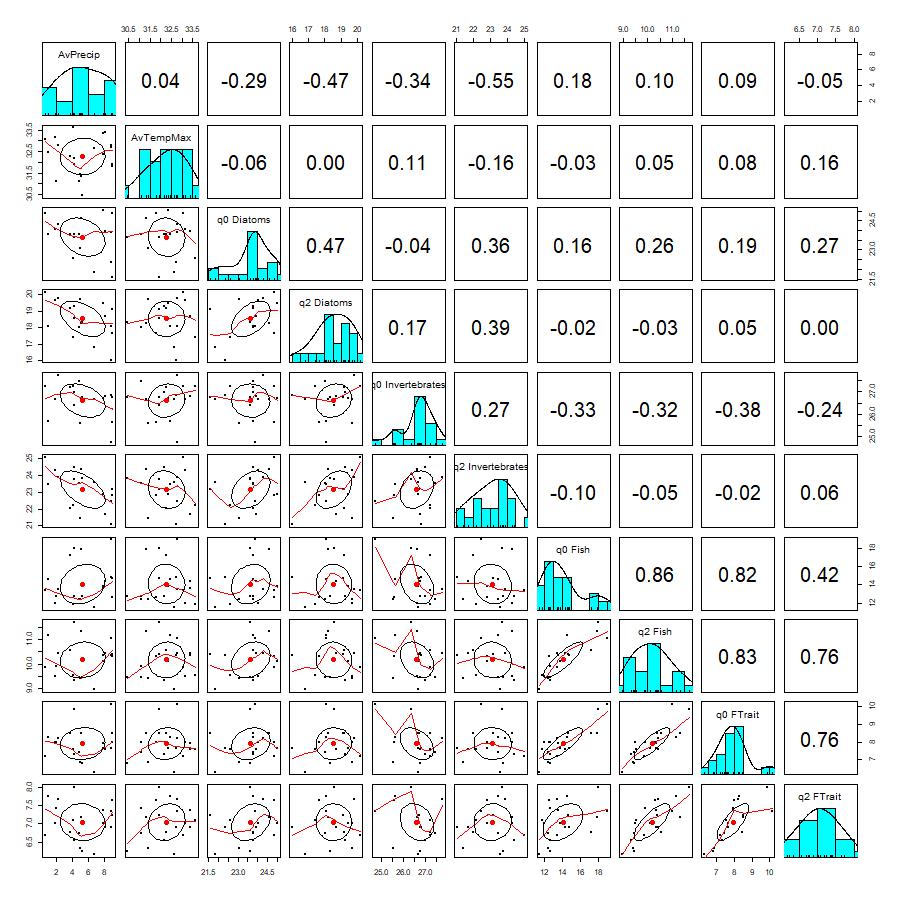 30.5 31.5 32.5 33.5 16 17 18 19 20 21 22 23 24 25 9.0 10.0 11.0 6.5 7.0 7.5 8.0
AvPrecip 0.04 -0.29 -0.47 -0.34 -0.55 0.18 0.10 0.09 -0.05 2 4 6 8
30.5 31.5 32.5 33.5 AvTempMax -0.06 0.00 0.11 -0.16 -0.03 0.05 0.08 0.16
q0 Diatoms 0.47 -0.04 0.36 0.16 0.26 0.19 0.27 21.5 23.0 24.5
16 17 18 19 20 q2 Diatoms 0.17 0.39 -0.02 -0.03 0.05 0.00
q0 Invertebrates 0.27 -0.33 -0.32 -0.38 -0.24 25.0 26.0 27.0
21 22 23 24 25 q2 Invertebrates -0.10 -0.05 -0.02 0.06
q0 Fish 0.86 0.82 0.42 12 14 16 18
9.0 10.0 11.0 q2 Fish 0.83 0.76
q0 FTrait 0.76 7 8 9 10
6.5 7.0 7.5 8.0 q2 FTrait
2 4 6 8 21.5 23.0 24.5 25.0 26.0 27.0 12 14 16 18 7 8 9 10